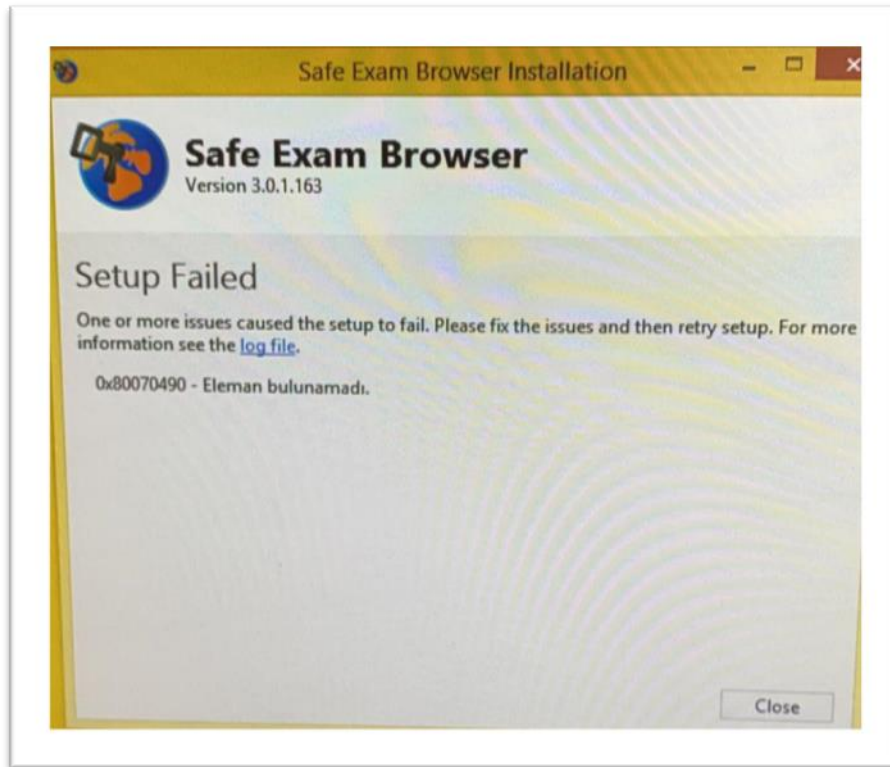 Safe Exam Browser Installation
Safe Exam Browser
Version 3.0.1.163
Setup Failed
One or more issues caused the setup to fail. Please fix the issues and then retry setup. For more
information see the log file.
0x80070490 - Eleman bulunamadı.
Close